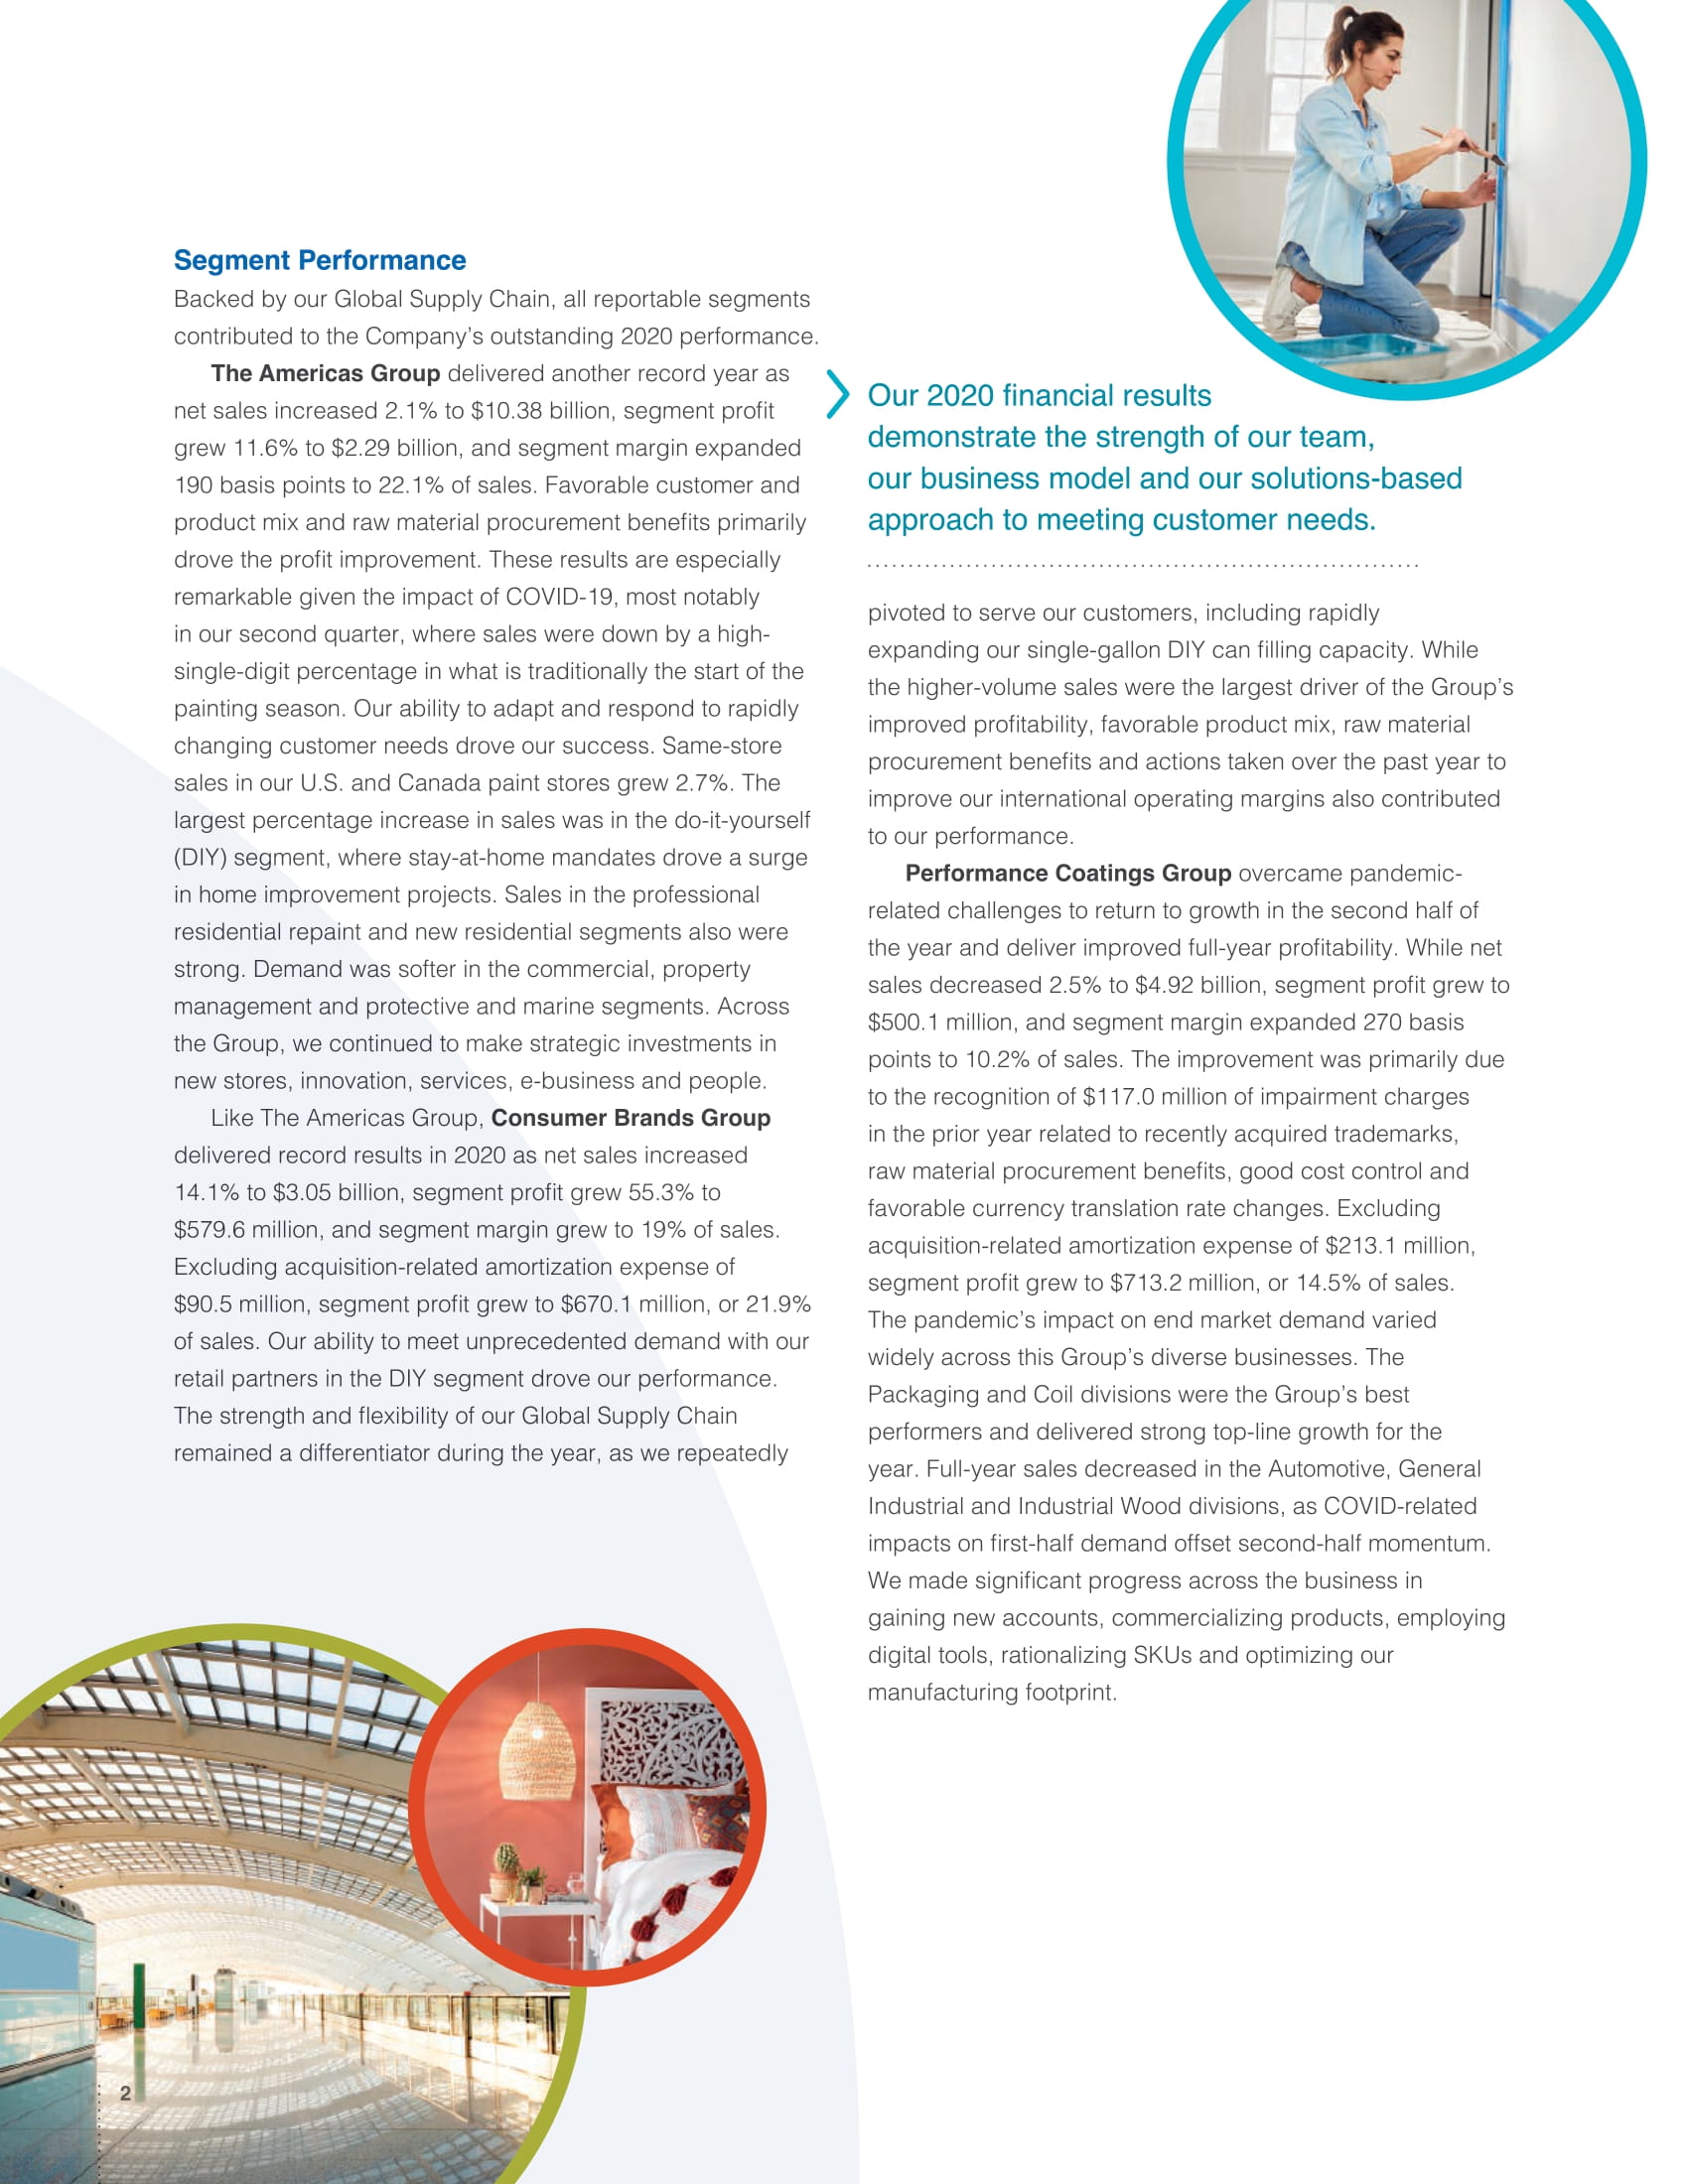 Segment Performance
Backed by our Global Supply Chain, all reportable segments
contributed to the Company's outstanding 2020 performance.
The Americas Group delivered another record year as
net sales increased 2.1% to $10.38 billion, segment profit
grew 11.6% to $2.29 billion, and segment margin expanded
190 basis points to 22.1% of sales. Favorable customer and
product mix and raw material procurement benefits primarily
drove the profit improvement. These results are especially
remarkable given the impact of COVID-19, most notably
in our second quarter, where sales were down by a high-
single-digit percentage in what is traditionally the start of the
painting season. Our ability to adapt and respond to rapidly
changing customer needs drove our success. Same-store
sales in our U.S. and Canada paint stores grew 2.7%. The
largest percentage increase in sales was in the do-it-yourself
(DIY) segment, where stay-at-home mandates drove a surge
in home improvement projects. Sales in the professional
residential repaint and new residential segments also were
strong. Demand was softer in the commercial, property
management and protective and marine segments. Across
the Group, we continued to make strategic investments in
new stores, innovation, services, e-business and people.
Like The Americas Group, Consumer Brands Group
delivered record results in 2020 as net sales increased
14.1% to $3.05 billion, segment profit grew 55.3% to
$579.6 million, and segment margin grew to 19% of sales.
Excluding acquisition-related amortization expense of
$90.5 million, segment profit grew to $670.1 million, or 21.9%
of sales. Our ability to meet unprecedented demand with our
retail partners in the DIY segment drove our performance.
The strength and flexibility of our Global Supply Chain
remained a differentiator during the year, as we repeatedly
Our 2020 financial results
demonstrate the strength of our team,
our business model and our solutions-based
approach to meeting customer needs.
pivoted to serve our customers, including rapidly
expanding our single-gallon DIY can filling capacity. While
the higher-volume sales were the largest driver of the Group's
improved profitability, favorable product mix, raw material
procurement benefits and actions taken over the past year to
improve our international operating margins also contributed
to our performance.
Performance Coatings Group overcame pandemic-
related challenges to return to growth in the second half of
the year and deliver improved full-year profitability. While net
sales decreased 2.5% to $4.92 billion, segment profit grew to
$500.1 million, and segment margin expanded 270 basis
points to 10.2% of sales. The improvement was primarily due
to the recognition of $117.0 million of impairment charges
in the prior year related to recently acquired trademarks,
raw material procurement benefits, good cost control and
favorable currency translation rate changes. Excluding
acquisition-related amortization expense of $213.1 million,
segment profit grew to $713.2 million, or 14.5% of sales.
The pandemic's impact on end market demand varied
widely across this Group's diverse businesses. The
Packaging and Coil divisions were the Group's best
performers and delivered strong top-line growth for the
year. Full-year sales decreased in the Automotive, General
Industrial and Industrial Wood divisions, as COVID-related
impacts on first-half demand offset second-half momentum.
We made significant progress across the business in
gaining new accounts, commercializing products, employing
digital tools, rationalizing SKUs and optimizing our
manufacturing footprint.
2